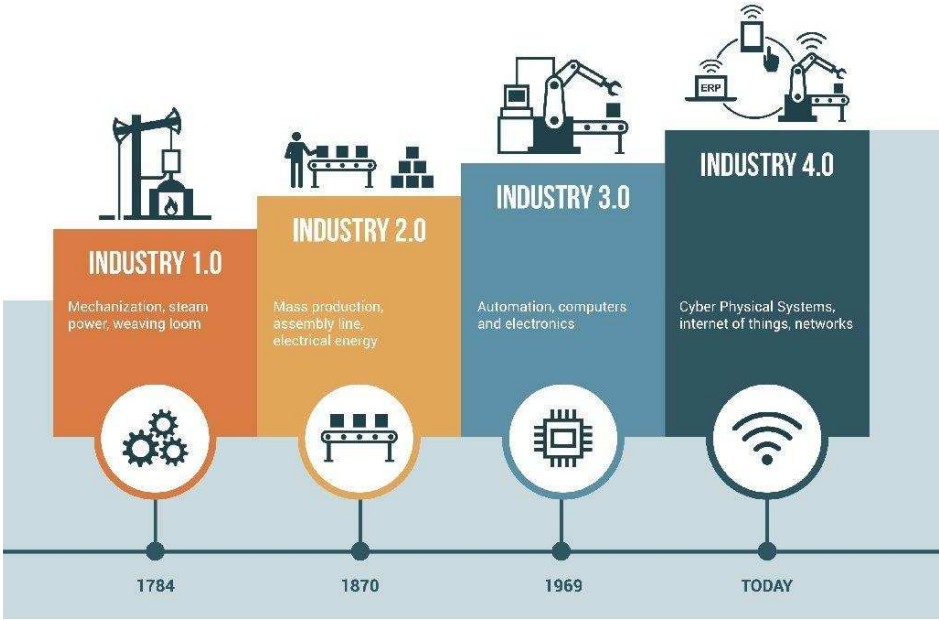 ERP
INDUSTRY 1.0
Mechanization, steam
power, weaving loom
INDUSTRY 2.0
Mass production,
assembly line,
electrical energy
INDUSTRY 3.0
Automation, computers
and electronics
INDUSTRY 4.0
Cyber Physical Systems,
internet of things, networks
1784
1870
1969
TODAY